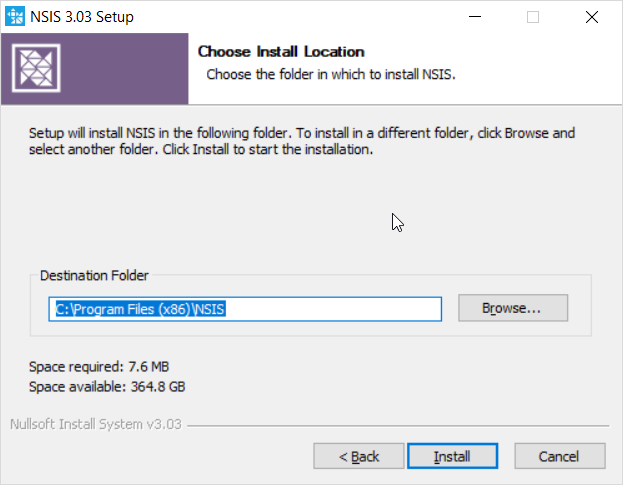 NSIS 3.03 Setup
Choose Install Location
Choose the folder in which to install NSIS.
Setup will install NSIS in the following folder. To install in a different folder, click Browse and
select another folder. Click Install to start the installation.
Destination Folder
C:\Program Files (x86)\NSIS
Browse...
Space required: 7.6 MB
Space available: 364.8 GB
Nullsoft Install System v3.03
< Back
Install
Cancel